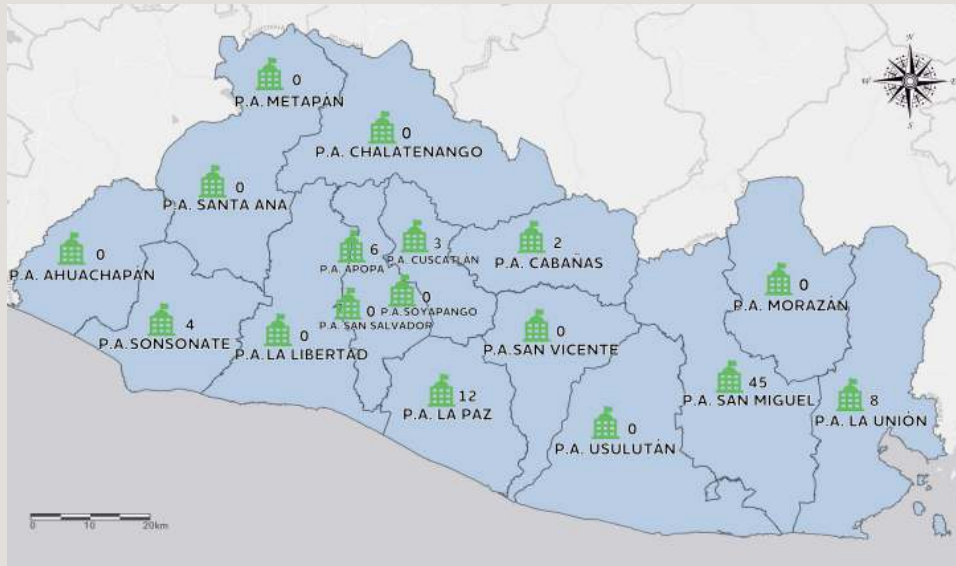 0
P.A. METAPÁN
N
W
E
S
0
P.A. CHALATENANGO
0
P.A. SANTA ANA
0
P.A. AHUACHAPÁN
6
P.A. APOPA
3
P.A. CUSCATLÁN
2
P.A. CABAÑAS
0
P.A. MORAZÁN
4
P.A.SONSONATE
0
P.A. SAN SALVADOR
0
P.A.SOYAPANGO
0
P.A. LA LIBERTAD
0
P.A.SAN VICENTE
12
P.A. LA PAZ
0
P.A. USULUTÁN
45
P.A. SAN MIGUEL
8
P.A. LA UNIÓN
0 10 20km